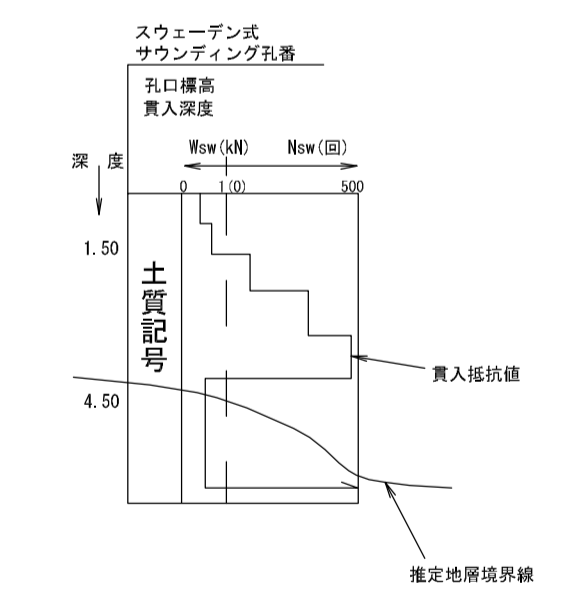 スウェーデン式
サウンディング孔番
孔口標高
貫入深度
Wsw(kN) Nsw(回)
深度
0 1(0) 500
1.50
土質記号
貫入抵抗値
4.50
推定地層境界線